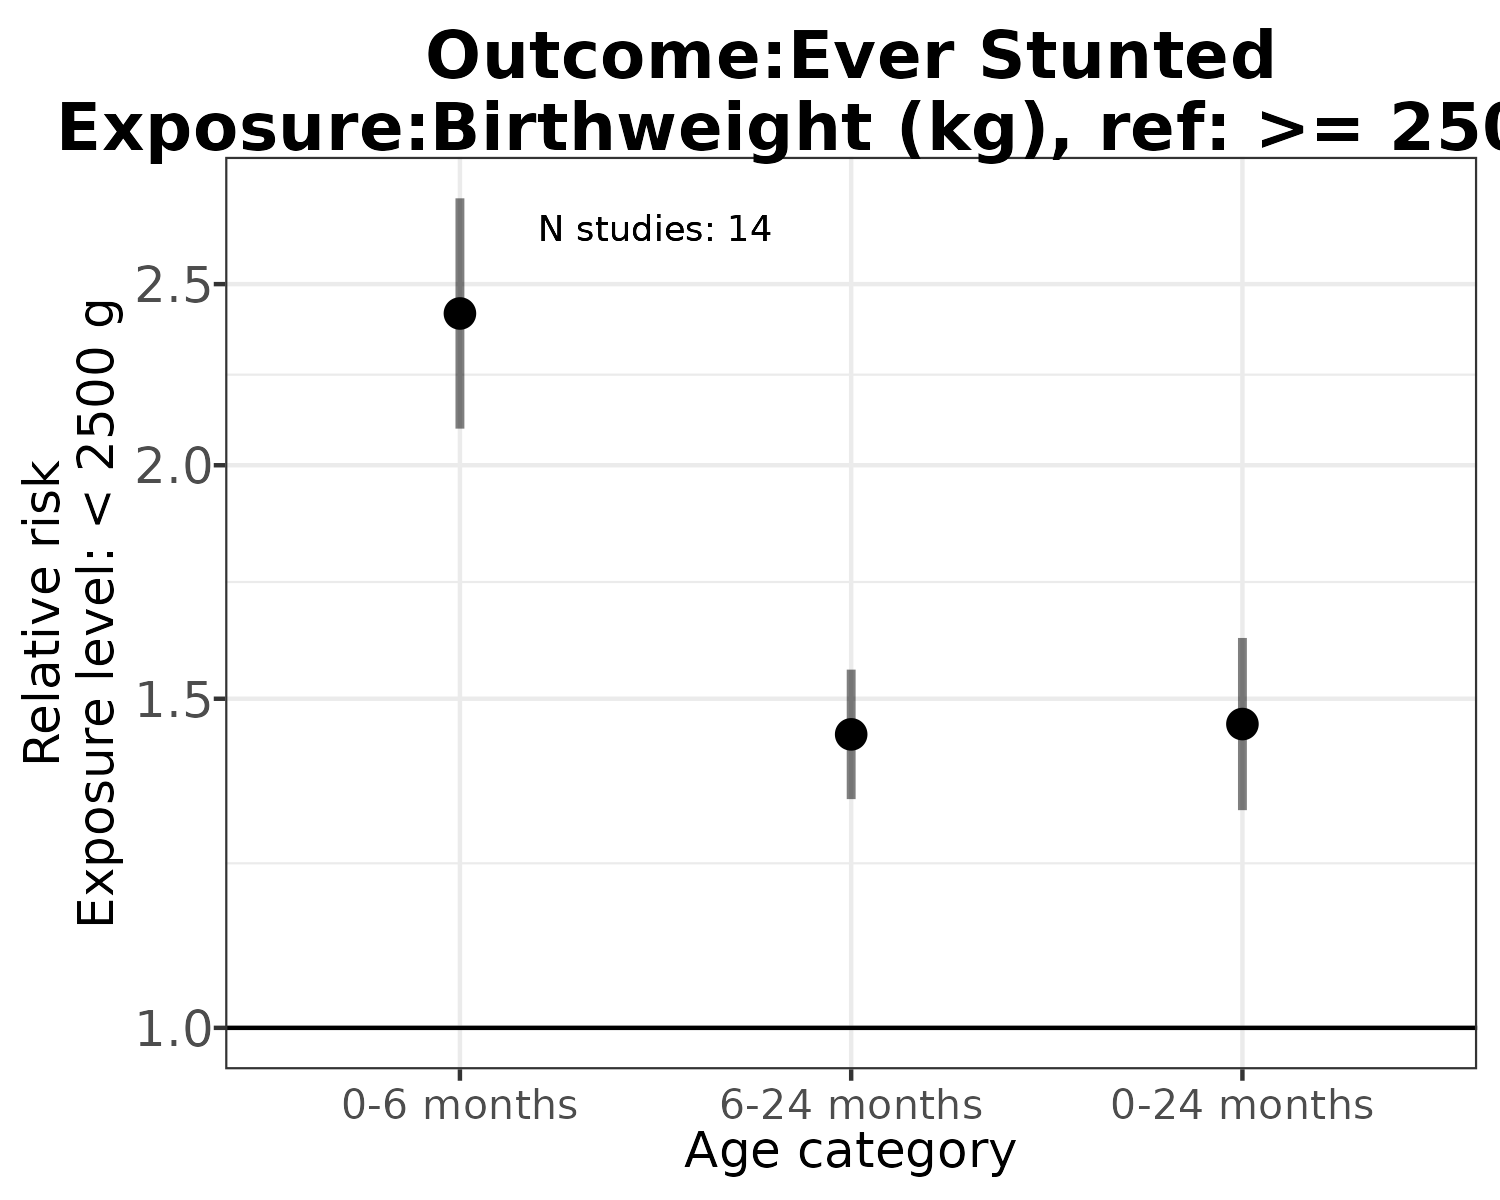 Outcome:Ever Stunted
Exposure:Birthweight (kg), ref: >= 250
N studies: 14
Relative risk
Exposure level: < 2500 g
2.5
2.0
1.5
1.0
0-6 months
6-24 months
0-24 months
Age category